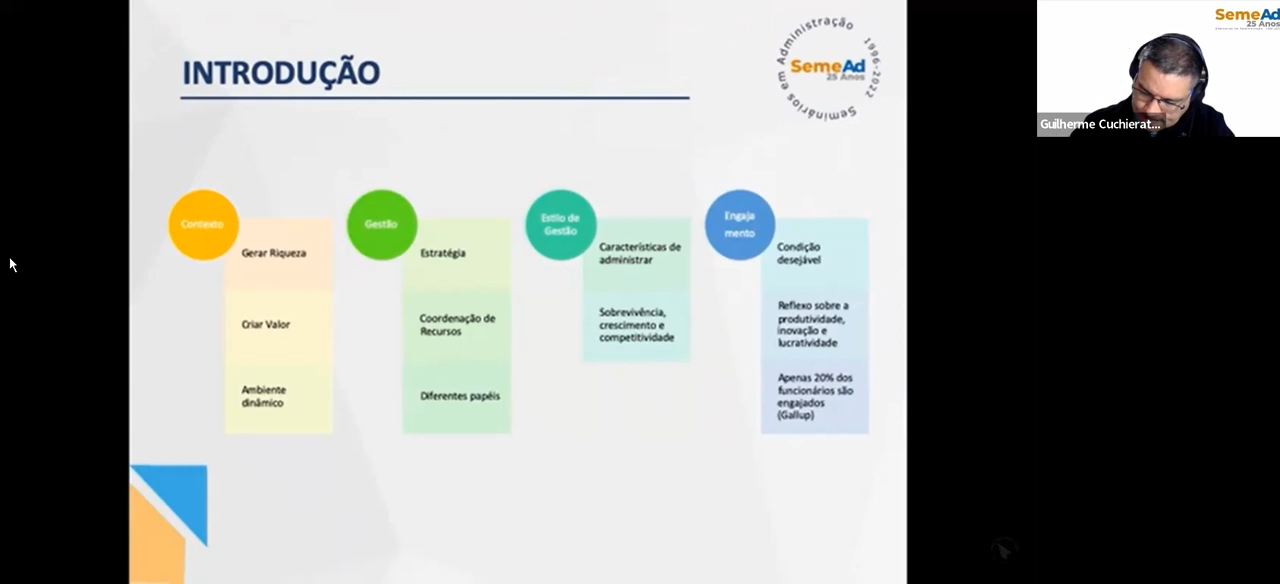 INTRODUÇÃO
Seminários em Administração 1996-2022
SemeAd
25 Anos
Contexto
Gerar Riqueza
Criar Valor
Ambiente
dinâmico
Gestão
Estratégia
Coordenação de
Recursos
Diferentes papéis
Estilo de
Gestão
Características de
administrar
Sobrevivência,
crescimento e
competitividade
Engaja
mento
Condição
desejável
Reflexo sobre a
produtividade,
inovação e
lucratividade
Apenas 20% dos
funcionários são
engajados
(Gallup)
SemeAd
25 Anos
Guilherme Cuchierat...